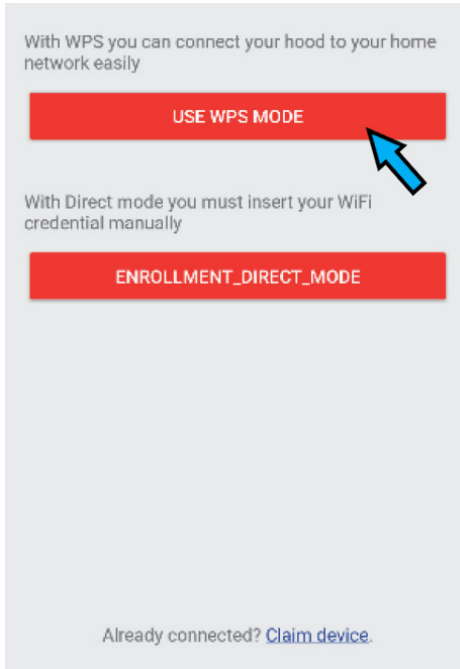 With WPS you can connect your hood to your home
network easily
USE WPS MODE
With Direct mode you must insert your WiFi
credential manually
ENROLLMENT_DIRECT_MODE
Already connected? Claim device.